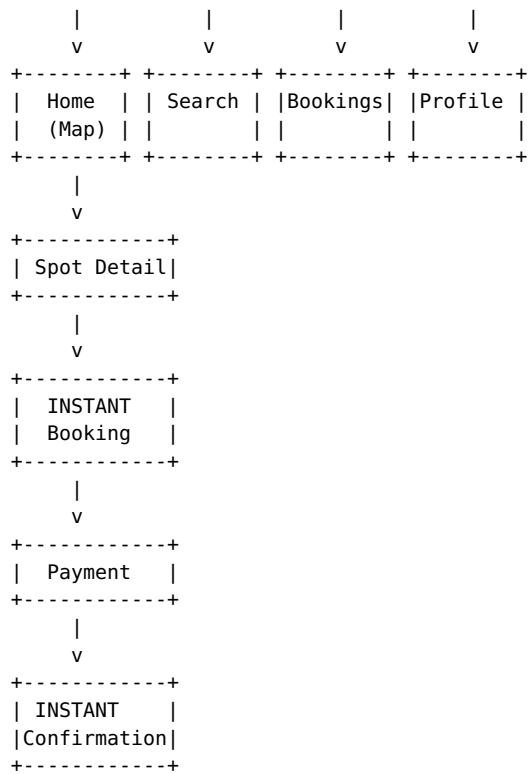 |          |         |         |
     v          v         v         v
+--------+ +--------+ +--------+ +--------+
|  Home  | | Search | |Bookings| |Profile |
|  (Map) | |        | |        | |        |
+--------+ +--------+ +--------+ +--------+
     |
     v
+------------+
| Spot Detail|
+------------+
     |
     v
+------------+
|  INSTANT   |
|  Booking   |
+------------+
     |
     v
+------------+
|  Payment   |
+------------+
     |
     v
+------------+
| INSTANT    |
|Confirmation|
+------------+